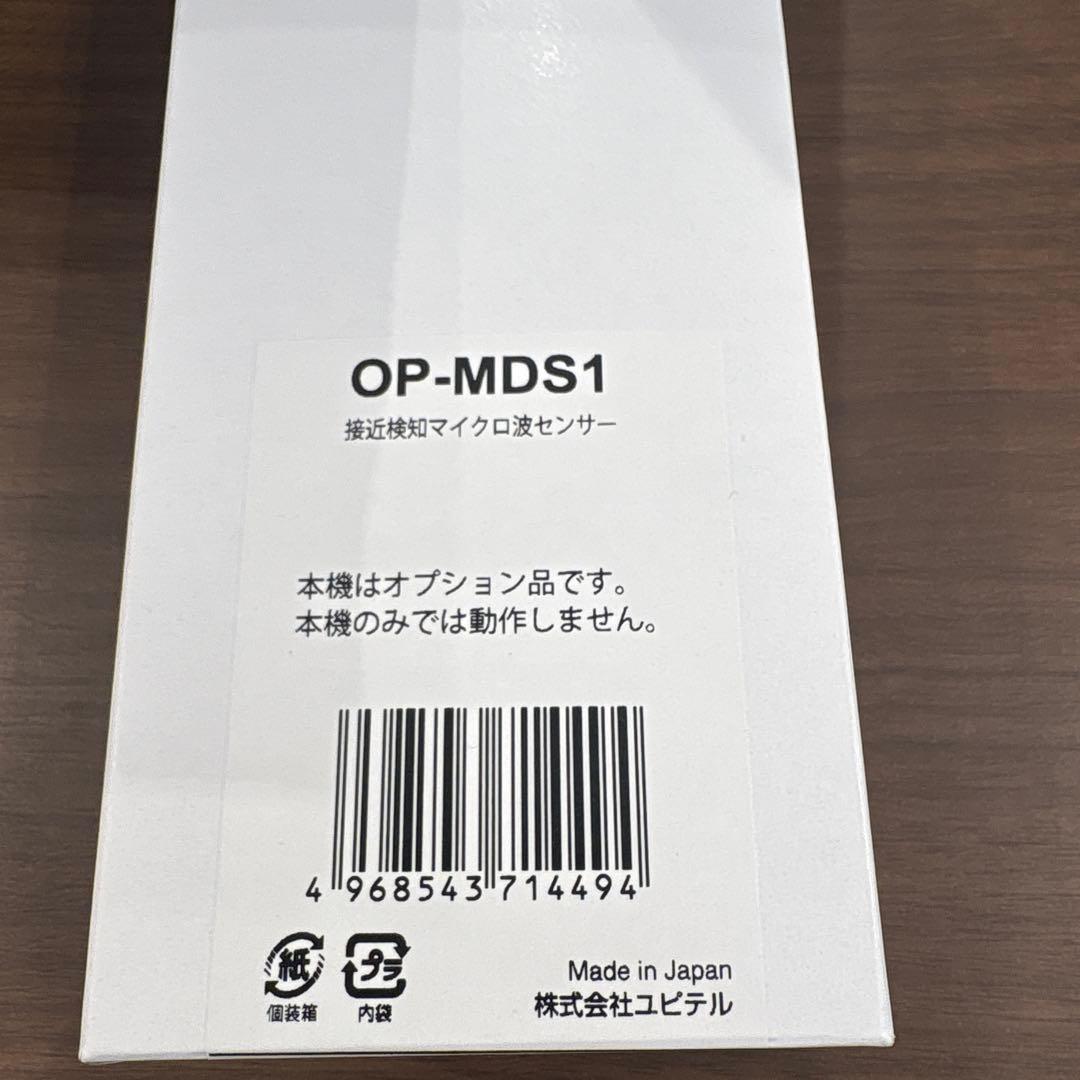 OP-MDS1
接近検知マイクロ波センサー
本機はオプション品です。
本機のみでは動作しません。
4 968543 714494
紙 プラ
個装箱 内袋
Made in Japan
株式会社ユピテル